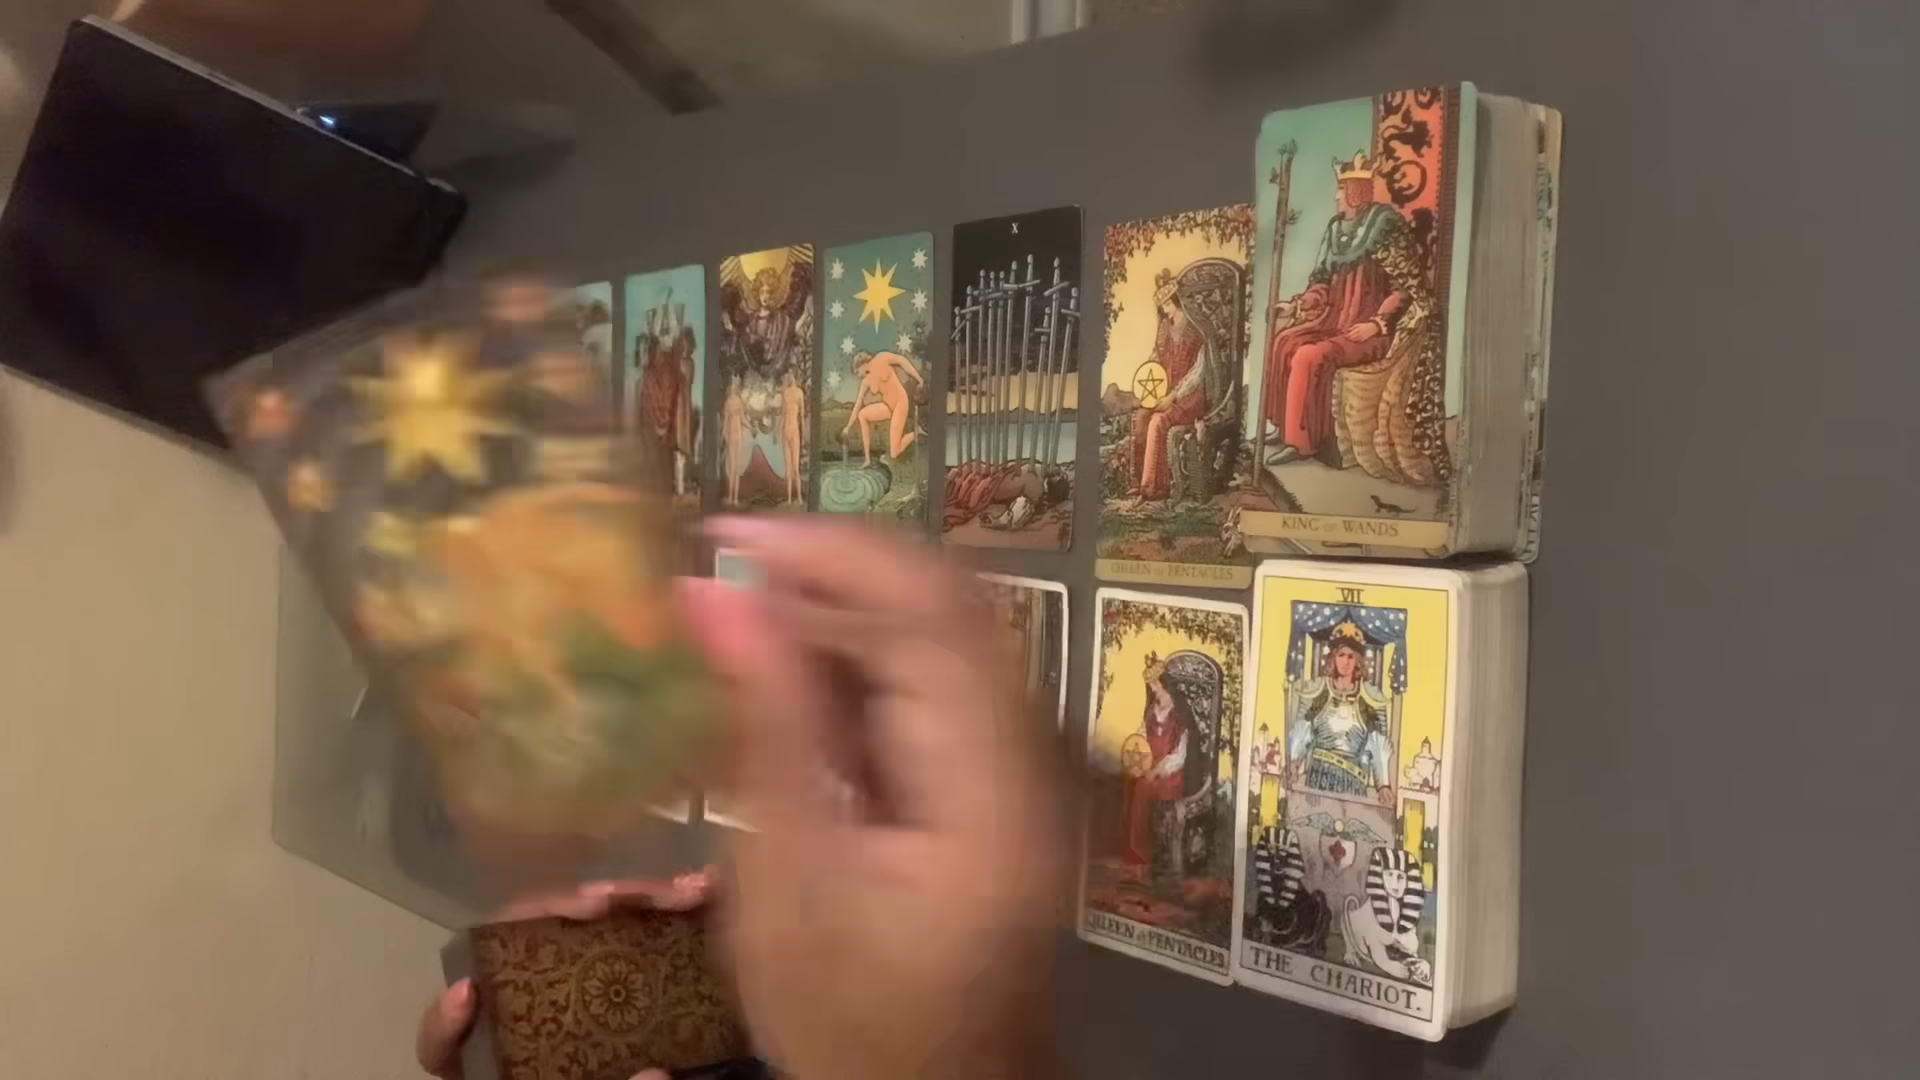 X
QUEEN OF PENTACLES
KING OF WANDS
QUEEN of PENTACLES
VII
THE CHARIOT.